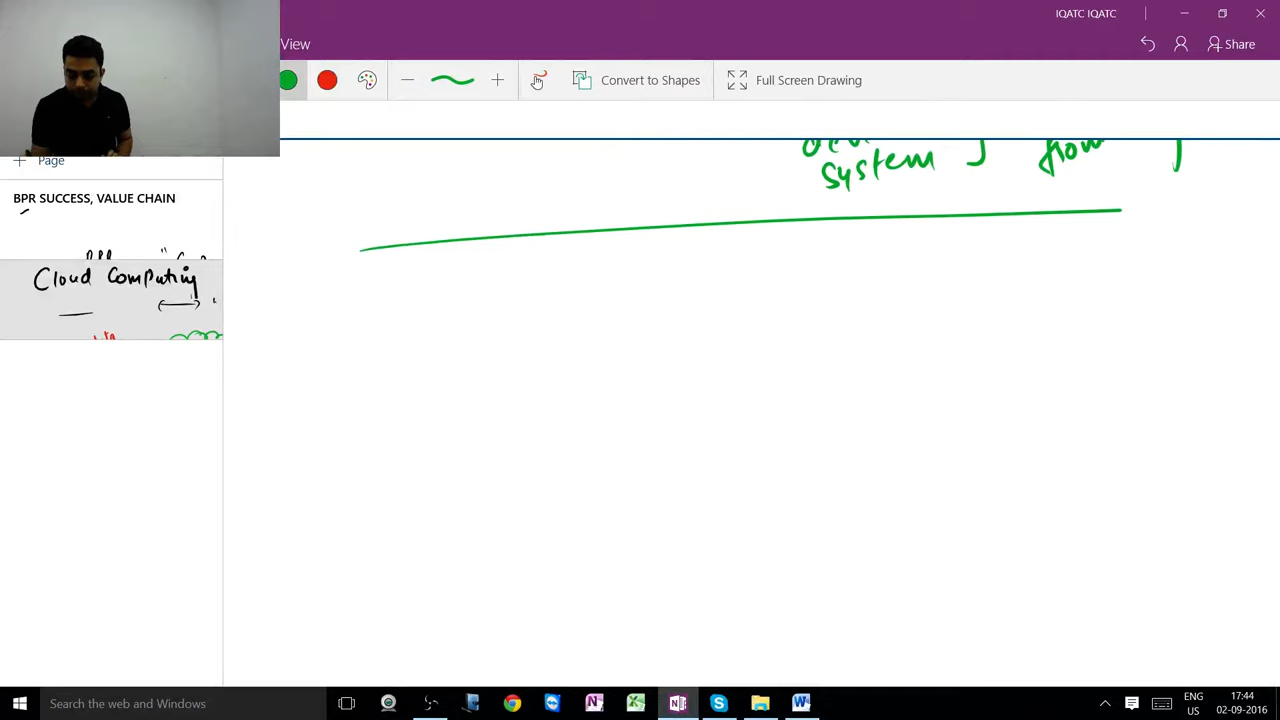 IQATC IQATC
View
Share
Convert to Shapes
Full Screen Drawing
Page
system
flow
BPR SUCCESS, VALUE CHAIN
Cloud Computing
Search the web and Windows
ENG
US
17:44
02-09-2016